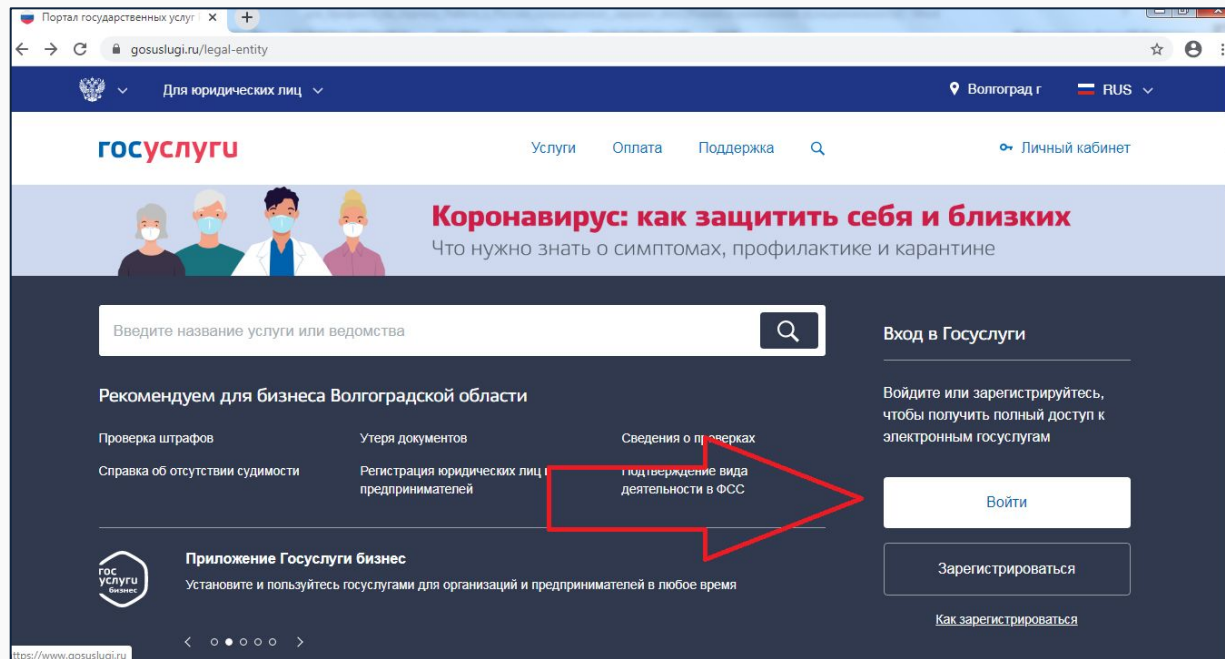 Портал государственных услуг
gosuslugi.ru/legal-entity
Для юридических лиц
Волгоград г
RUS
госуслуги
Услуги
Оплата
Поддержка
Личный кабинет
Коронавирус: как защитить себя и близких
Что нужно знать о симптомах, профилактике и карантине
Введите название услуги или ведомства
Рекомендуем для бизнеса Волгоградской области
Проверка штрафов
Утеря документов
Сведения о проверках
Справка об отсутствии судимости
Регистрация юридических лиц и
предпринимателей
Подтверждение вида
деятельности в ФСС
гос
услуги
бизнес
Приложение Госуслуги бизнес
Установите и пользуйтесь госуслугами для организаций и предпринимателей в любое время
Вход в Госуслуги
Войдите или зарегистрируйтесь,
чтобы получить полный доступ к
электронным госуслугам
Войти
Зарегистрироваться
Как зарегистрироваться
ttps://www.gosuslugi.ru